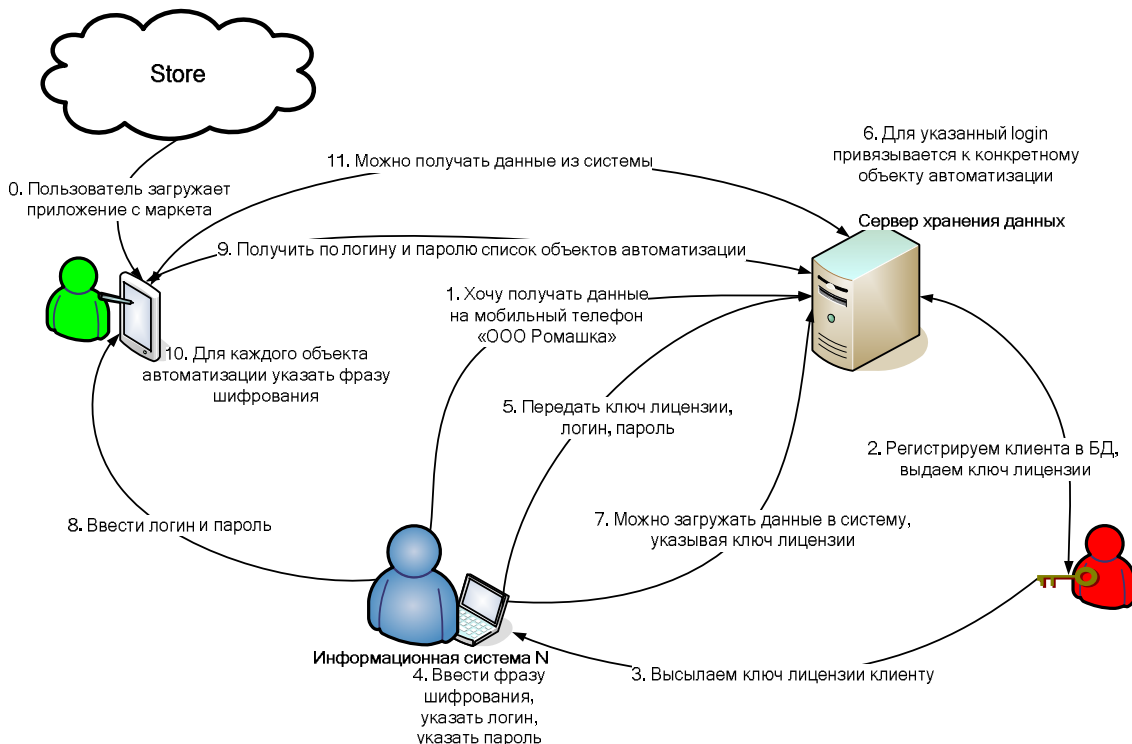 Store
0. Пользователь загружает
приложение с маркета
11. Можно получать данные из системы
6. Для указанный login
привязывается к конкретному
объекту автоматизации
Сервер хранения данных
9. Получить по логину и паролю список объектов автоматизации
1. Хочу получать данные
на мобильный телефон
«ООО Ромашка»
10. Для каждого объекта
автоматизации указать фразу
шифрования
5. Передать ключ лицензии,
логин, пароль
2. Регистрируем клиента в БД,
выдаем ключ лицензии
8. Ввести логин и пароль
7. Можно загружать данные в систему,
указывая ключ лицензии
Информационная система N
4. Ввести фразу
шифрования,
указать логин,
указать пароль
3. Высылаем ключ лицензии клиенту